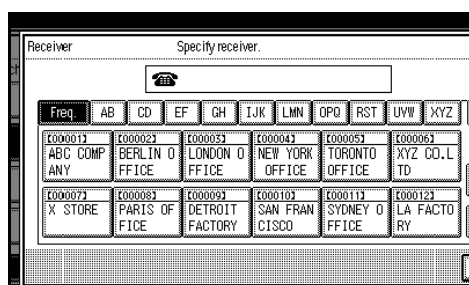 Receiver Specify receiver.
Freq. AB CD EF GH IJK LMN OPQ RST UVW XYZ
[00001] [00002] [00003] [00004] [00005] [00006]
ABC COMP BERLIN O LONDON O NEW YORK TORONTO XYZ CO.L
ANY FFICE FFICE OFFICE OFFICE TD
[00007] [00008] [00009] [00010] [00011] [00012]
X STORE PARIS OF DETROIT SAN FRAN SYDNEY O LA FACTO
FICE FACTORY CISCO FFICE RY